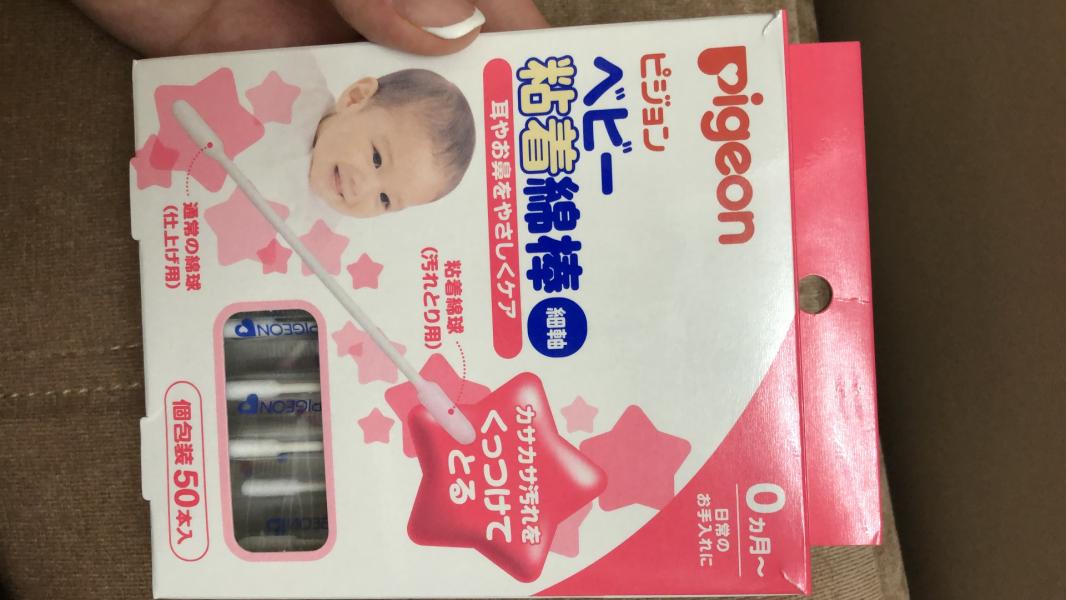 Pigeon
ピジョン
ベビー
粘着綿棒
細軸
耳やお鼻をやさしくケア
0カ月~
日常の
お手入れに
カサカサ汚れを
くっつけて
とる
粘着綿球
(汚れとり用)
通常の綿球
(仕上げ用)
PIGEON
PIGEON
個包装50本入